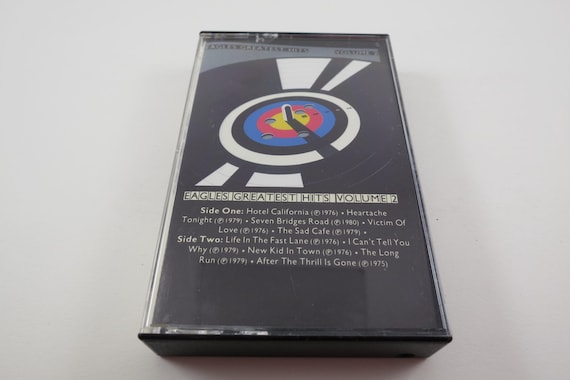 EAGLES GREATEST HITS VOLUME 2
EAGLES GREATEST HITS VOLUME 2
Side One: Hotel California (℗1976) • Heartache
Tonight (℗1979) • Seven Bridges Road (℗1980) • Victim Of
Love (℗1976) • The Sad Cafe (℗1979) •
Side Two: Life In The Fast Lane (℗1976) • I Can't Tell You
Why (℗1979) • New Kid In Town (℗1976) • The Long
Run (℗1979) • After The Thrill Is Gone (℗1975)